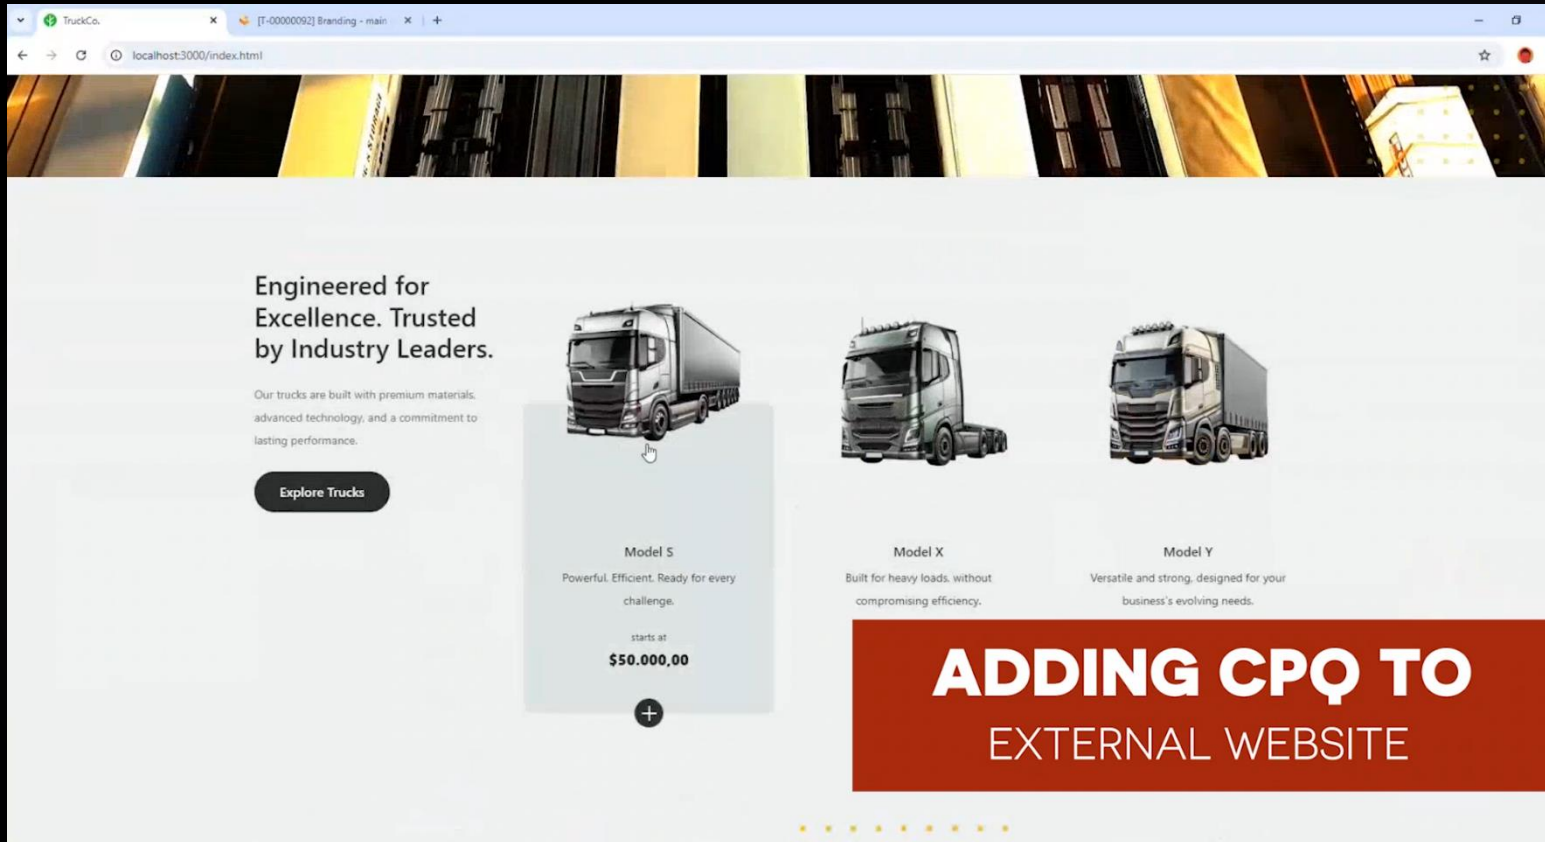 TruckCo.
[T-00000092] Branding - main
localhost:3000/index.html
Engineered for
Excellence. Trusted
by Industry Leaders.
Our trucks are built with premium materials,
advanced technology, and a commitment to
lasting performance.
Explore Trucks
Model S
Powerful. Efficient. Ready for every
challenge.
starts at
$50.000,00
Model X
Built for heavy loads, without
compromising efficiency.
Model Y
Versatile and strong, designed for your
business's evolving needs.
ADDING CPQ TO
EXTERNAL WEBSITE